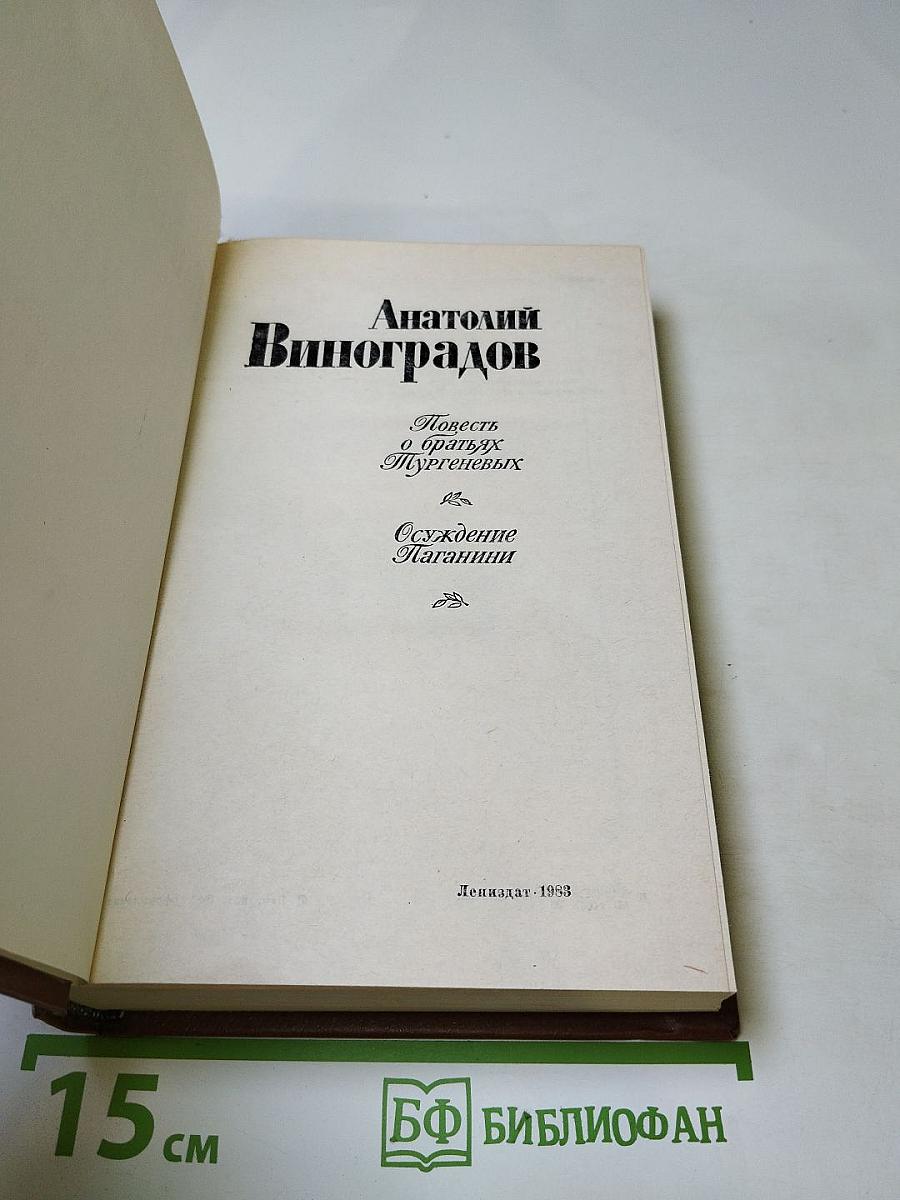 Анатолий
Виноградов
Повесть
о братьях
Тургеневых
Осуждение
Паганини
Лениздат · 1983
15 см
БФ БИБЛИОФАН